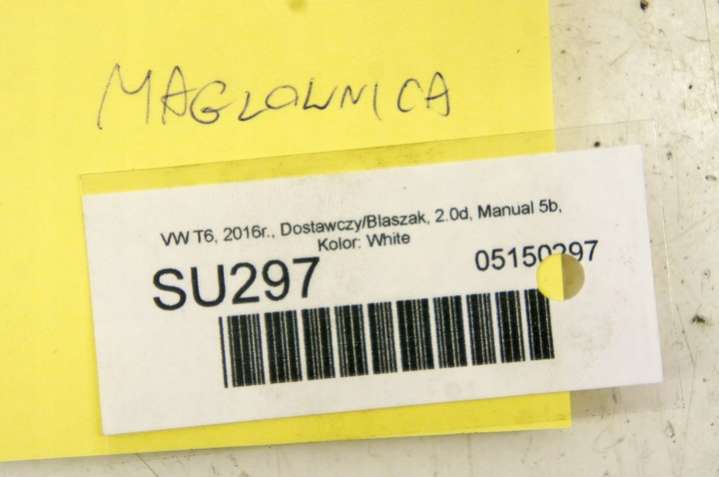 MAGLOWNICA
VW T6, 2016r., Dostawczy/Blaszak, 2.0d, Manual 5b,
Kolor: White
SU297
05150297